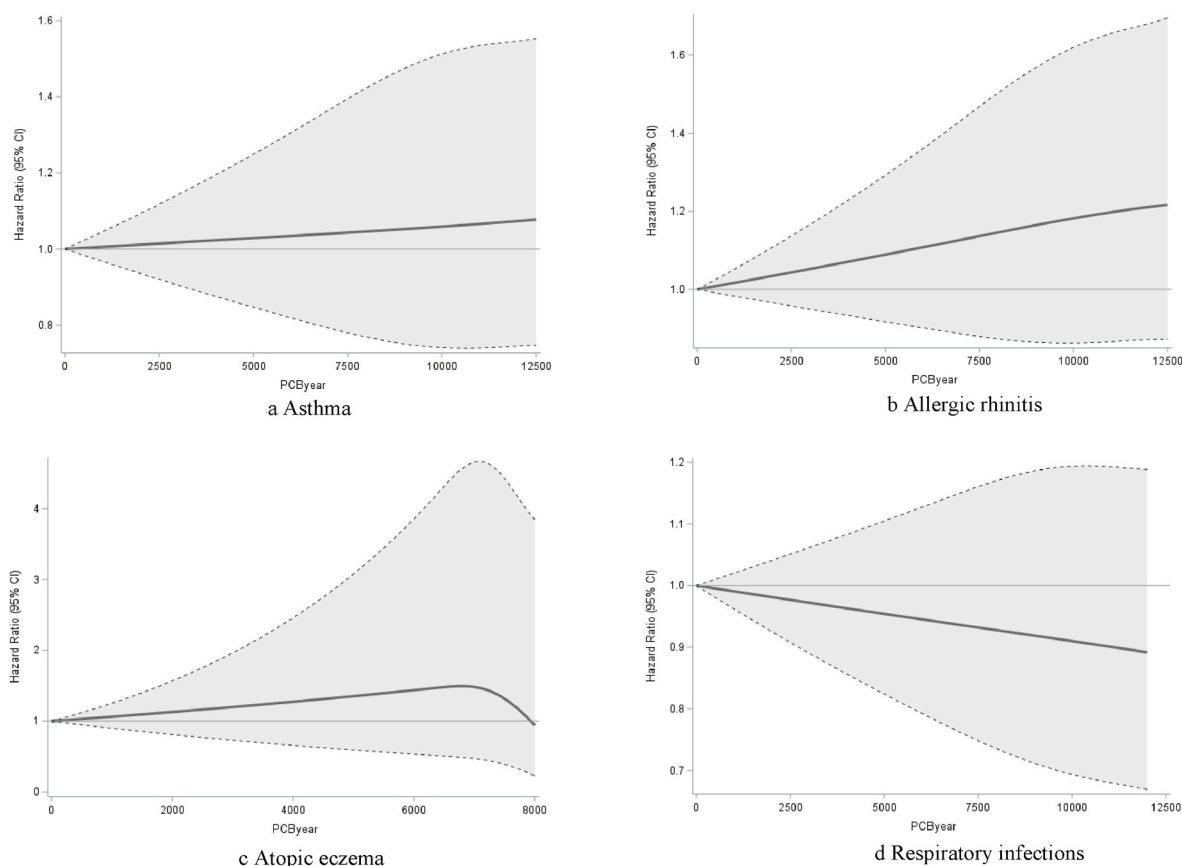 1.6
1.4
1.2
1.0
0.8
Hazard Ratio (95% CI)
0 2500 5000 7500 10000 12500
PCByear
a Asthma
1.6
1.4
1.2
1.0
Hazard Ratio (95% CI)
0 2500 5000 7500 10000 12500
PCByear
b Allergic rhinitis
4
3
2
1
0
Hazard Ratio (95% CI)
0 2000 4000 6000 8000
PCByear
c Atopic eczema
1.2
1.1
1.0
0.9
0.8
0.7
Hazard Ratio (95% CI)
0 2500 5000 7500 10000 12500
PCByear
d Respiratory infections